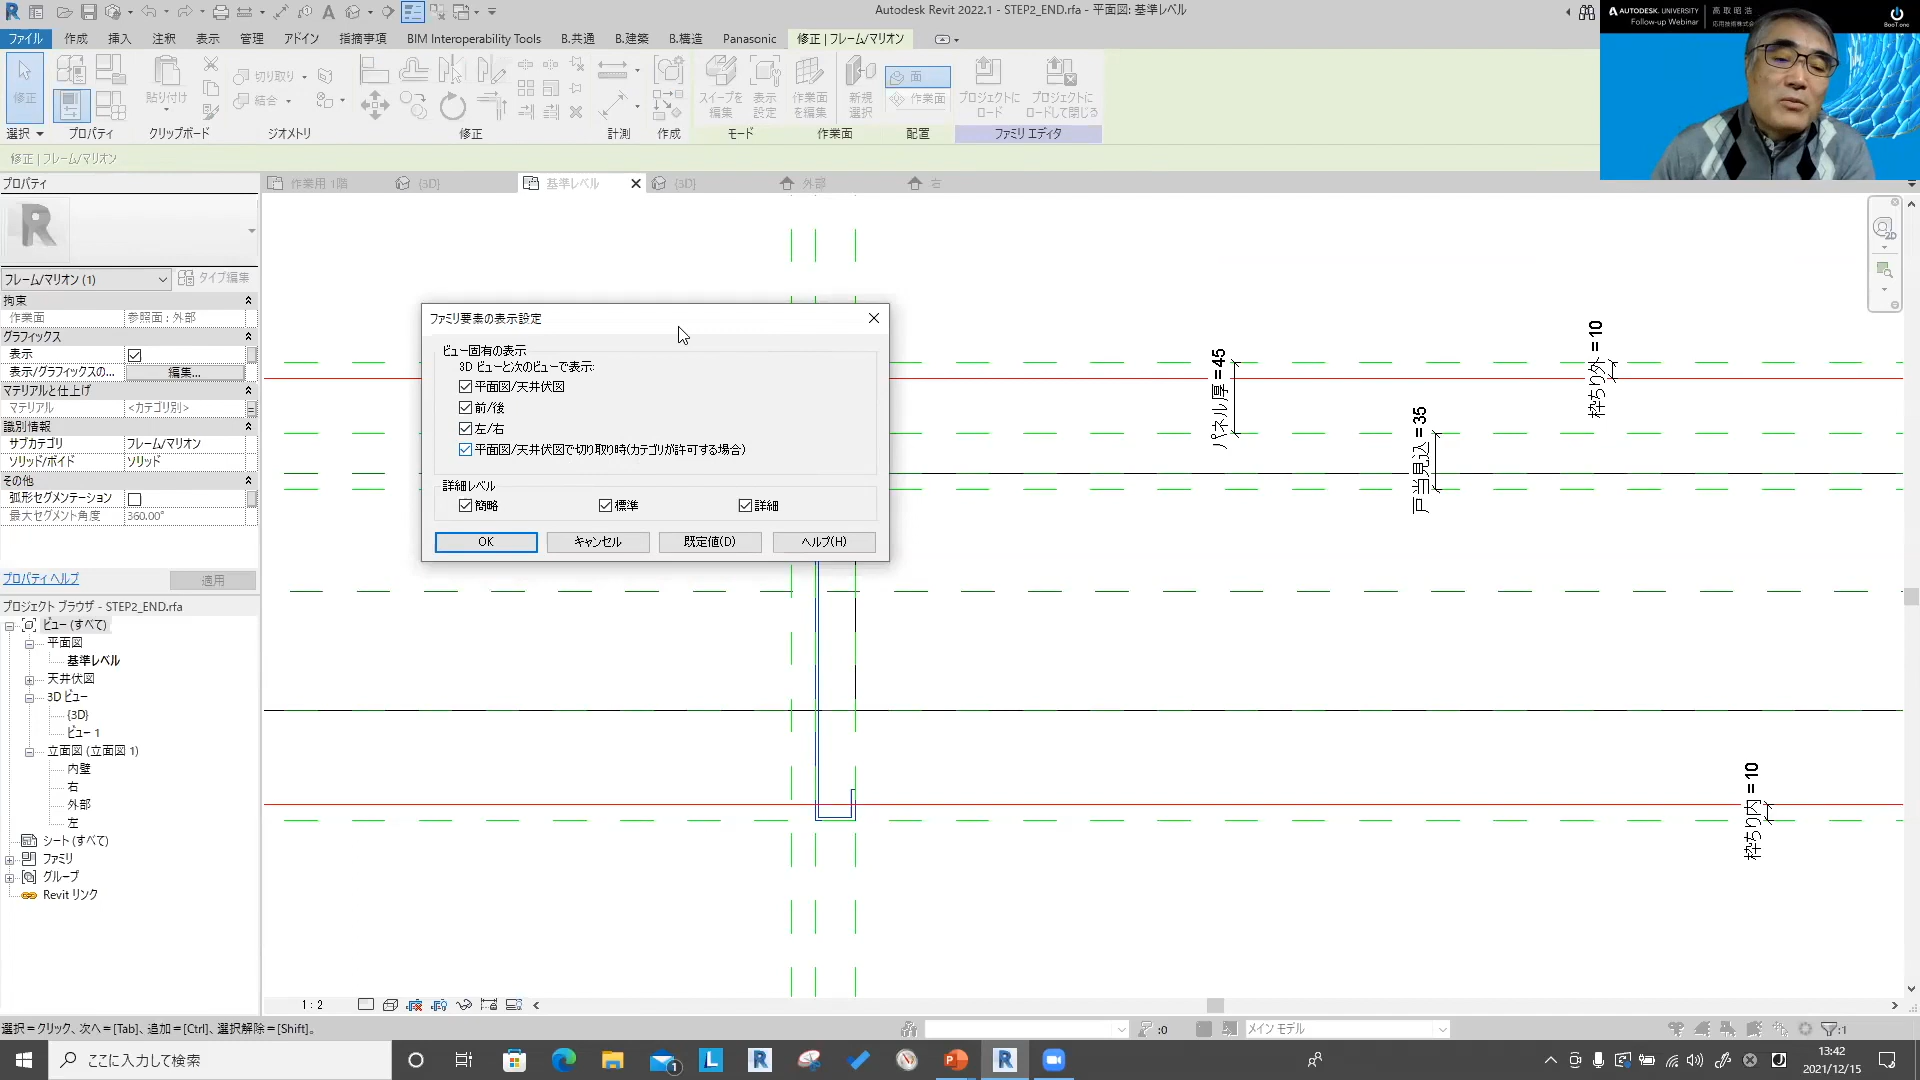 Autodesk Revit 2022.1 - STEP2_END.rfa - 平面図: 基準レベル
AUTODESK. UNIVERSITY
Follow-up Webinar
高 取 昭 浩
ファイル 作成 挿入 注釈 表示 管理 アドイン 指摘事項 BIM Interoperability Tools B.共通 B.建築 B.構造 Panasonic 修正 | フレーム/マリオン
修正 貼り付け 切り取り 結合 スイープを 編集 表示 設定 作業面 を編集 新規 選択 面 作業面 プロジェクトに ロード プロジェクトに ロードして閉じる
選択 プロパティ クリップボード ジオメトリ 修正 計測 作成 モード 作業面 配置 ファミリ エディタ
修正 | フレーム/マリオン
プロパティ
作業用 1階 {3D} 基準レベル {3D} 外部 右
フレーム/マリオン (1) タイプ編集
拘束
作業面 参照面 : 外部
グラフィックス
表示
表示/グラフィックスの... 編集...
マテリアルと仕上げ
マテリアル <カテゴリ別>
識別情報
サブカテゴリ フレーム/マリオン
ソリッド/ボイド ソリッド
その他
弧形セグメンテーション
最大セグメント角度 360.00°
プロパティ ヘルプ 適用
プロジェクト ブラウザ - STEP2_END.rfa
ビュー (すべて)
平面図
基準レベル
天井伏図
3D ビュー
{3D}
ビュー 1
立面図 (立面図 1)
内壁
右
外部
左
シート (すべて)
ファミリ
グループ
Revit リンク
ファミリ要素の表示設定
ビュー固有の表示
3D ビューと次のビューで表示:
平面図/天井伏図
前/後
左/右
平面図/天井伏図で切り取り時(カテゴリが許可する場合)
詳細レベル
簡略 標準 詳細
OK キャンセル 既定値(D) ヘルプ(H)
パネル厚 = 45
戸当見込 = 35
枠ちり外 = 10
枠ちり内 = 10
1 : 2
選択＝クリック、次へ＝[Tab]、追加＝[Ctrl]、選択解除＝[Shift]。
:0
メイン モデル
:1
ここに入力して検索
13:42
2021/12/15